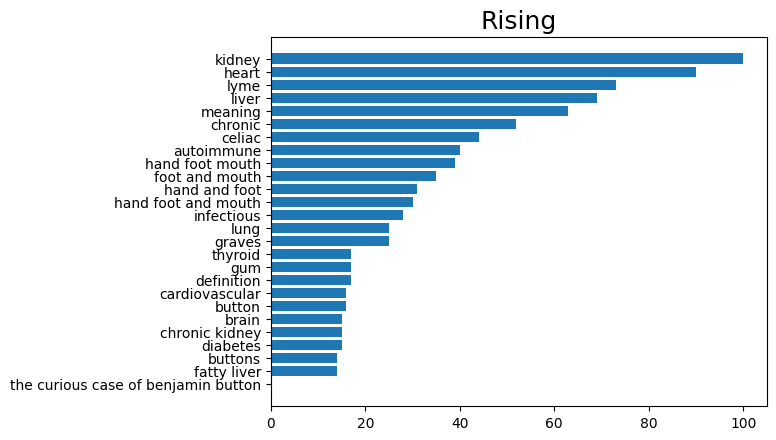 Rising
kidney
heart
lyme
liver
meaning
chronic
celiac
autoimmune
hand foot mouth
foot and mouth
hand and foot
hand foot and mouth
infectious
lung
graves
thyroid
gum
definition
cardiovascular
button
brain
chronic kidney
diabetes
buttons
fatty liver
the curious case of benjamin button
0 20 40 60 80 100